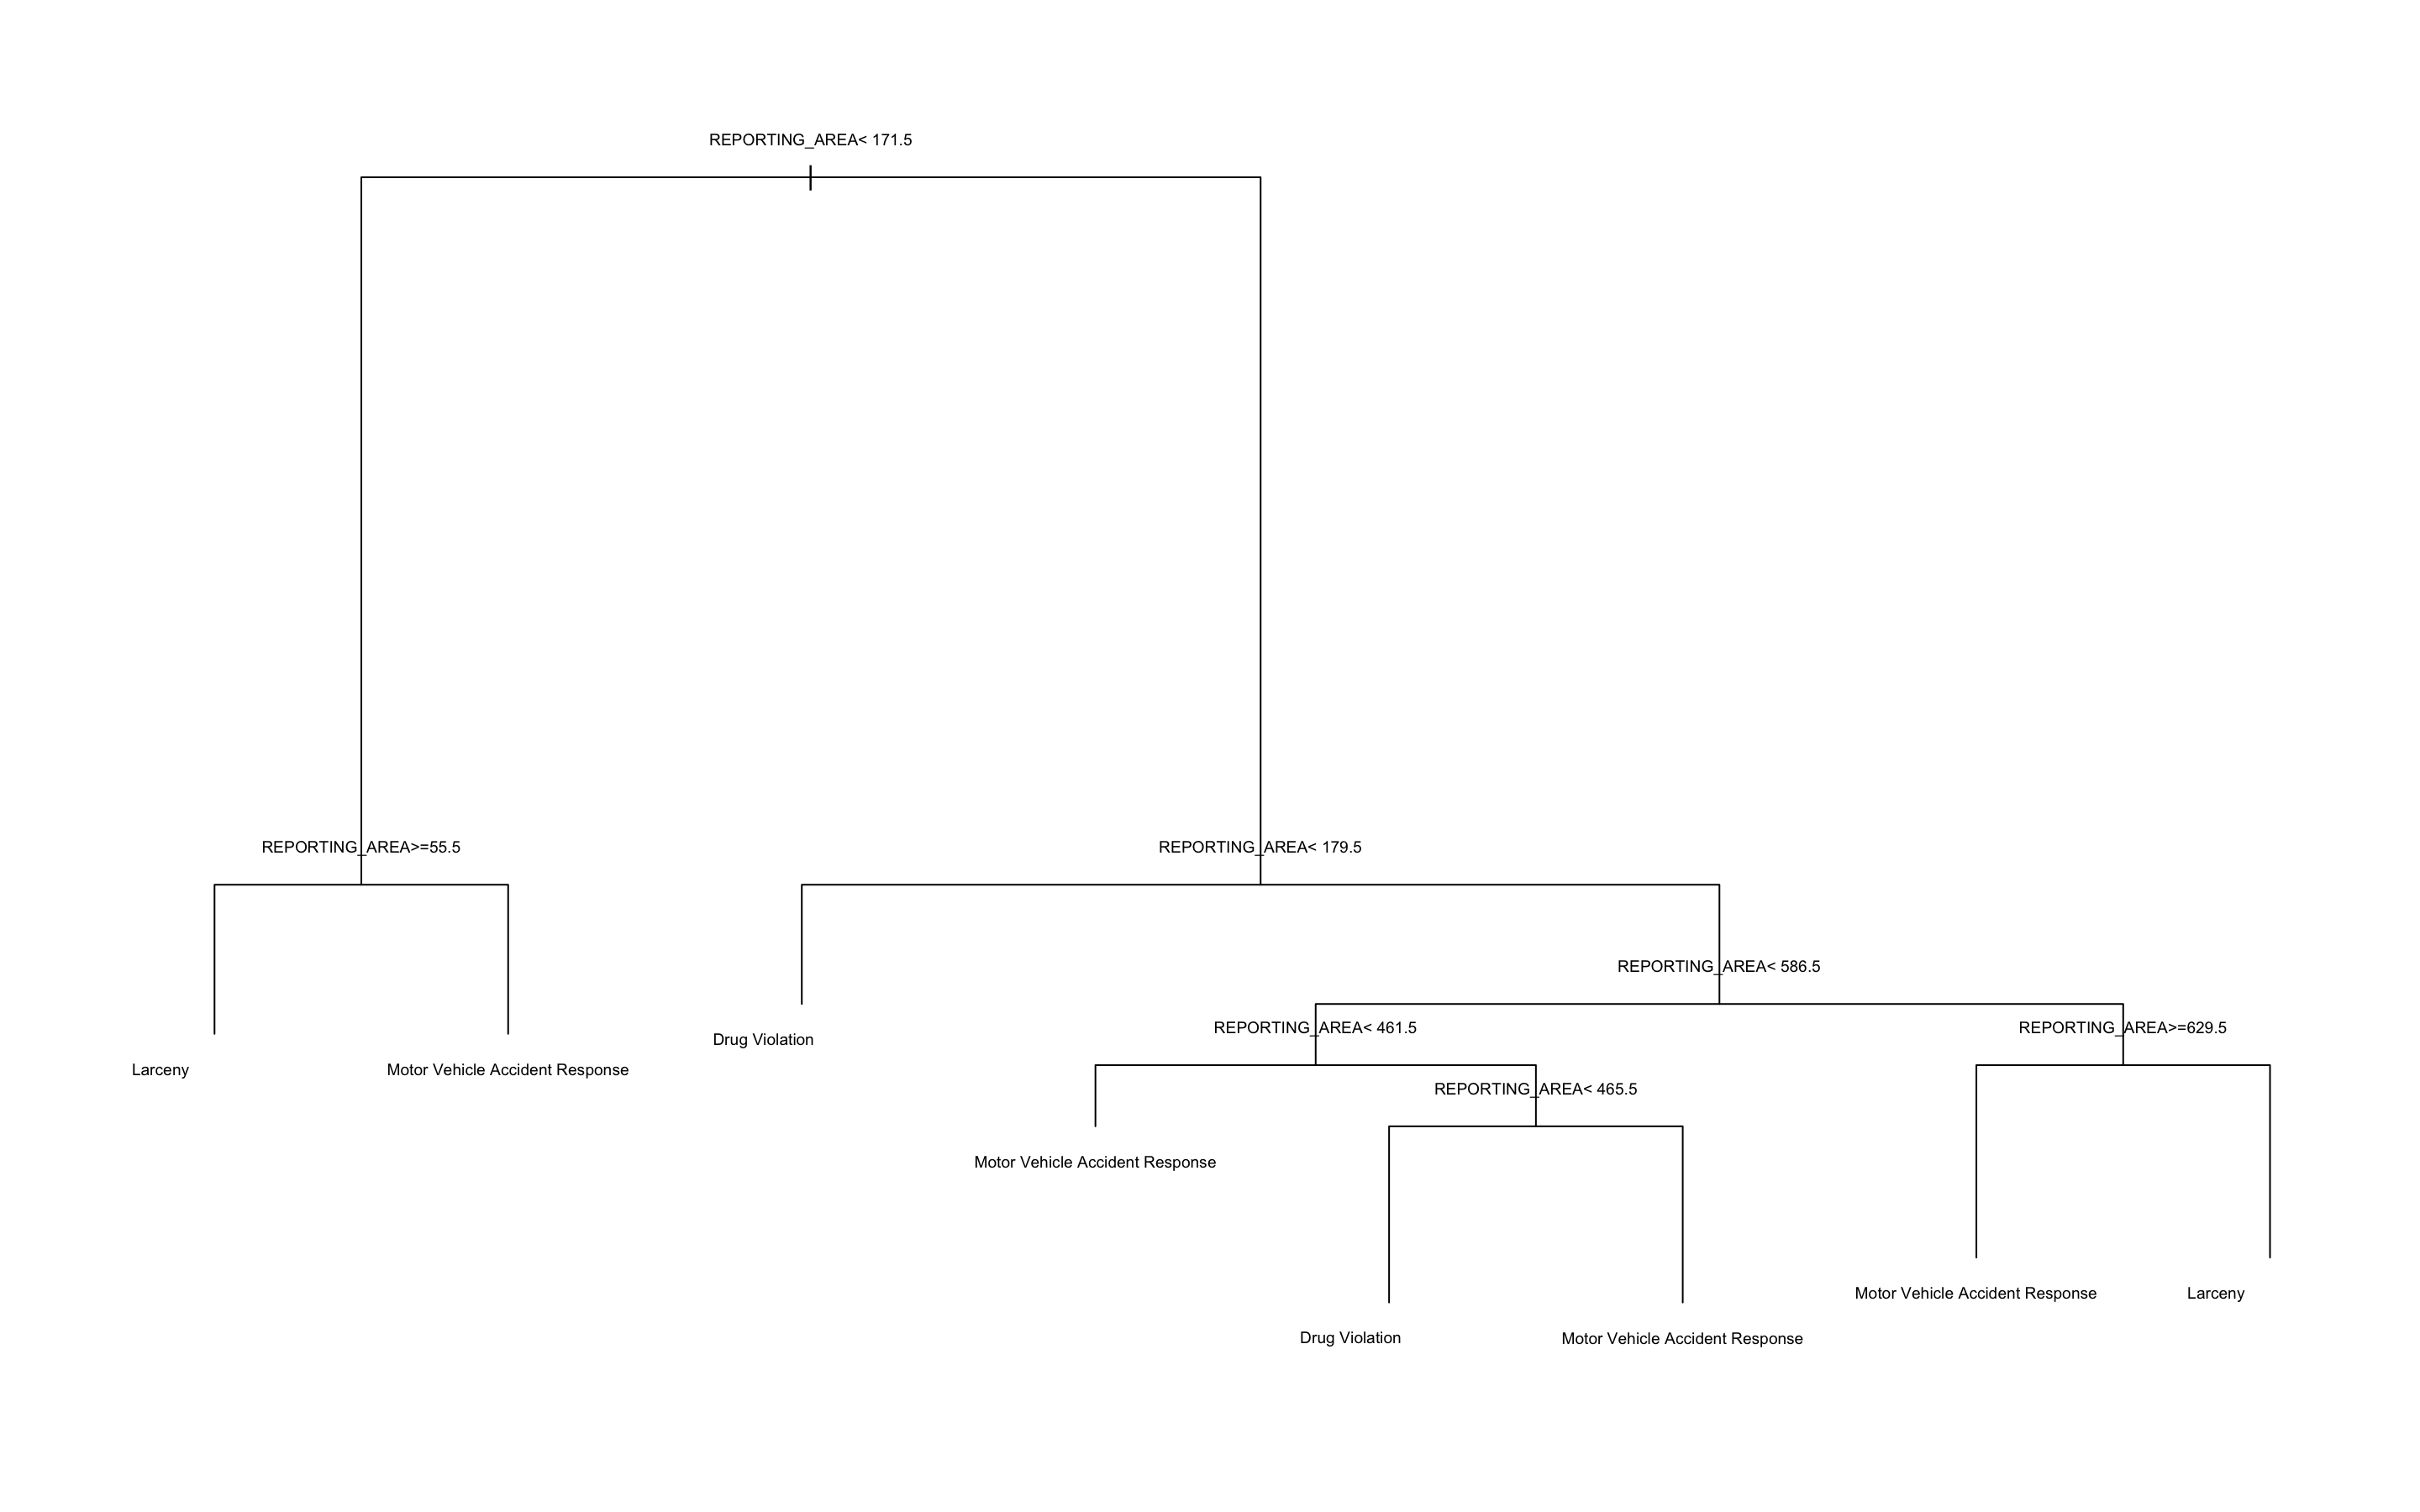 REPORTING_AREA< 171.5
REPORTING_AREA>=55.5
REPORTING_AREA< 179.5
REPORTING_AREA< 586.5
REPORTING_AREA< 461.5
REPORTING_AREA>=629.5
Drug Violation
Larceny
Motor Vehicle Accident Response
REPORTING_AREA< 465.5
Motor Vehicle Accident Response
Motor Vehicle Accident Response
Larceny
Drug Violation
Motor Vehicle Accident Response